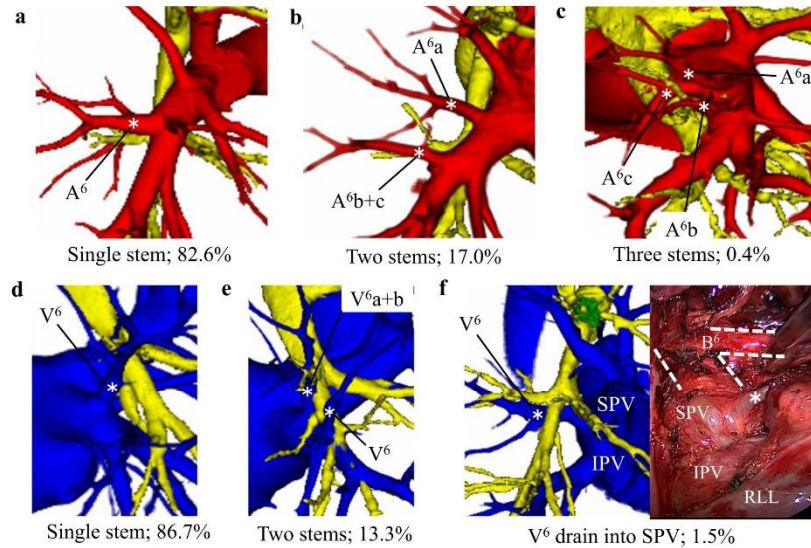 a
b
c
A⁶a
A⁶a
A⁶
A⁶b+c
A⁶c
A⁶b
Single stem; 82.6%
Two stems; 17.0%
Three stems; 0.4%
d
e
f
V⁶a+b
V⁶
V⁶
V⁶
SPV
IPV
B⁶
SPV
IPV
RLL
Single stem; 86.7%
Two stems; 13.3%
V⁶ drain into SPV; 1.5%